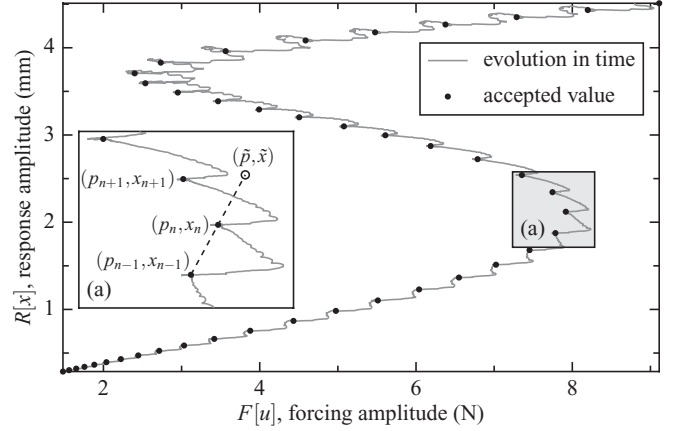 4
3
2
1
R[x], response amplitude (mm)
evolution in time
accepted value
(p̃, x̃)
(pn+1, xn+1)
(pn, xn)
(pn−1, xn−1)
(a)
(a)
2
4
6
8
F[u], forcing amplitude (N)